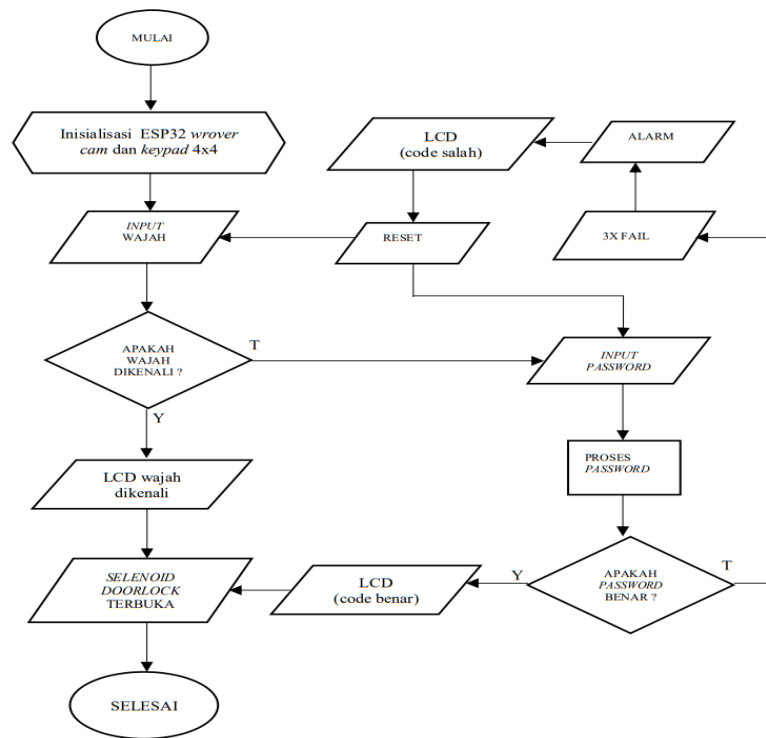 MULAI
Inisialisasi ESP32 wrover
cam dan keypad 4x4
LCD
(code salah)
ALARM
INPUT
WAJAH
RESET
3X FAIL
APAKAH
WAJAH
DIKENALI ?
T
Y
INPUT
PASSWORD
LCD wajah
dikenali
PROSES
PASSWORD
SELENOID
DOORLOCK
TERBUKA
LCD
(code benar)
Y
APAKAH
PASSWORD
BENAR ?
T
SELESAI